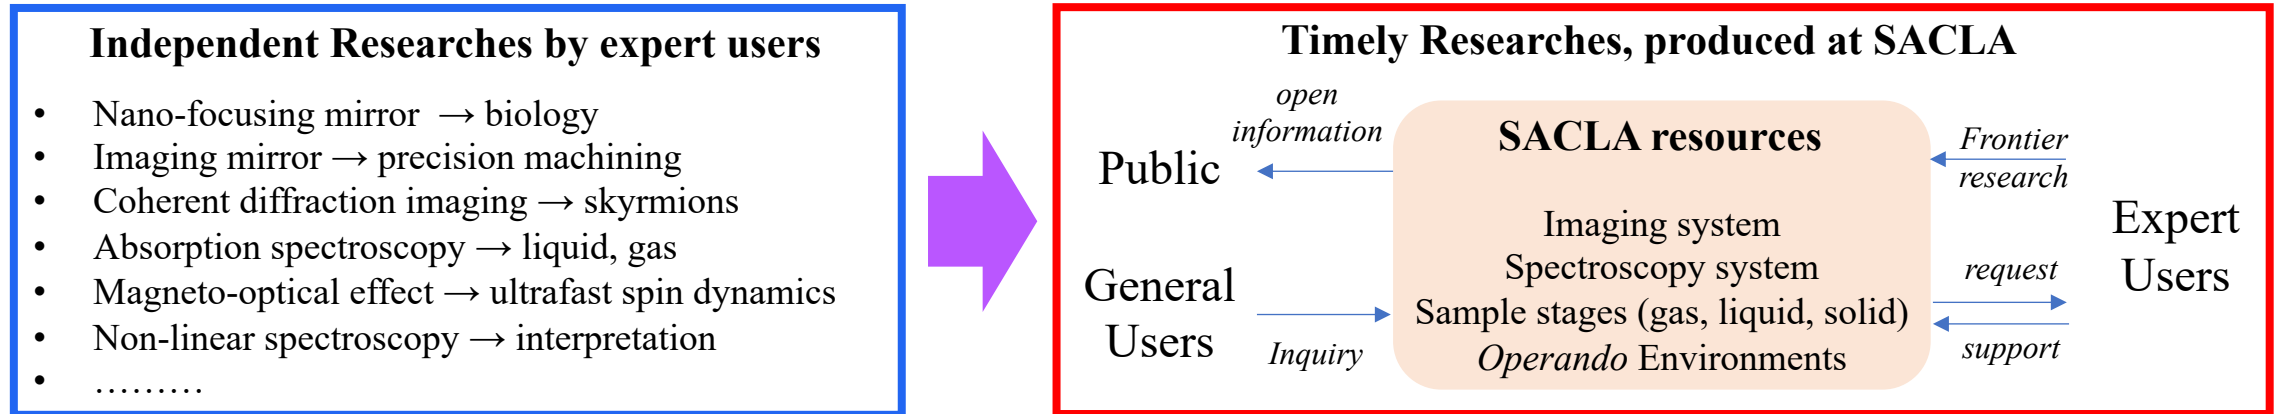 Independent Researches by expert users
• Nano-focusing mirror → biology
• Imaging mirror → precision machining
• Coherent diffraction imaging → skyrmions
• Absorption spectroscopy → liquid, gas
• Magneto-optical effect → ultrafast spin dynamics
• Non-linear spectroscopy → interpretation
• ………
Timely Researches, produced at SACLA
Public
open
information
General
Users
Inquiry
SACLA resources
Imaging system
Spectroscopy system
Sample stages (gas, liquid, solid)
Operando Environments
Frontier
research
request
support
Expert
Users